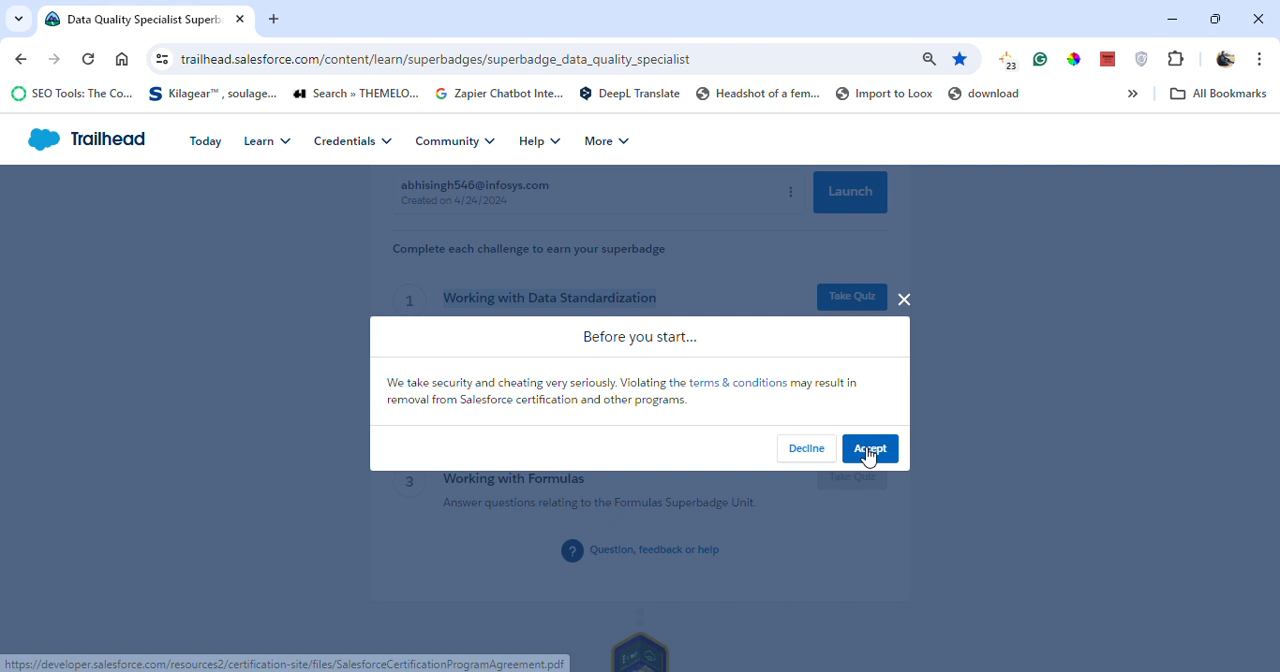 Data Quality Specialist Superb
trailhead.salesforce.com/content/learn/superbadges/superbadge_data_quality_specialist
23
SEO Tools: The Co...
S Kilagear™, soulage...
Search » THEMELO...
G Zapier Chatbot Inte...
DeepL Translate
Headshot of a fem...
Import to Loox
download
»
All Bookmarks
Trailhead
Today
Learn
Credentials
Community
Help
More
abhisingh546@infosys.com
Created on 4/24/2024
Launch
Complete each challenge to earn your superbadge
1
Working with Data Standardization
Take Quiz
Before you start...
We take security and cheating very seriously. Violating the terms & conditions may result in
removal from Salesforce certification and other programs.
Decline
Accept
3
Working with Formulas
Take Quiz
Answer questions relating to the Formulas Superbadge Unit.
? Question, feedback or help
https://developer.salesforce.com/resources2/certification-site/files/SalesforceCertificationProgramAgreement.pdf